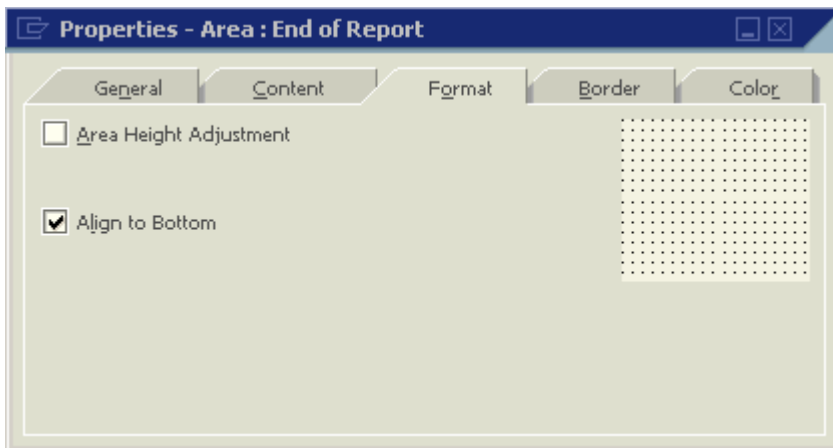 Properties - Area : End of Report
General Content Format Border Color
Area Height Adjustment
Align to Bottom